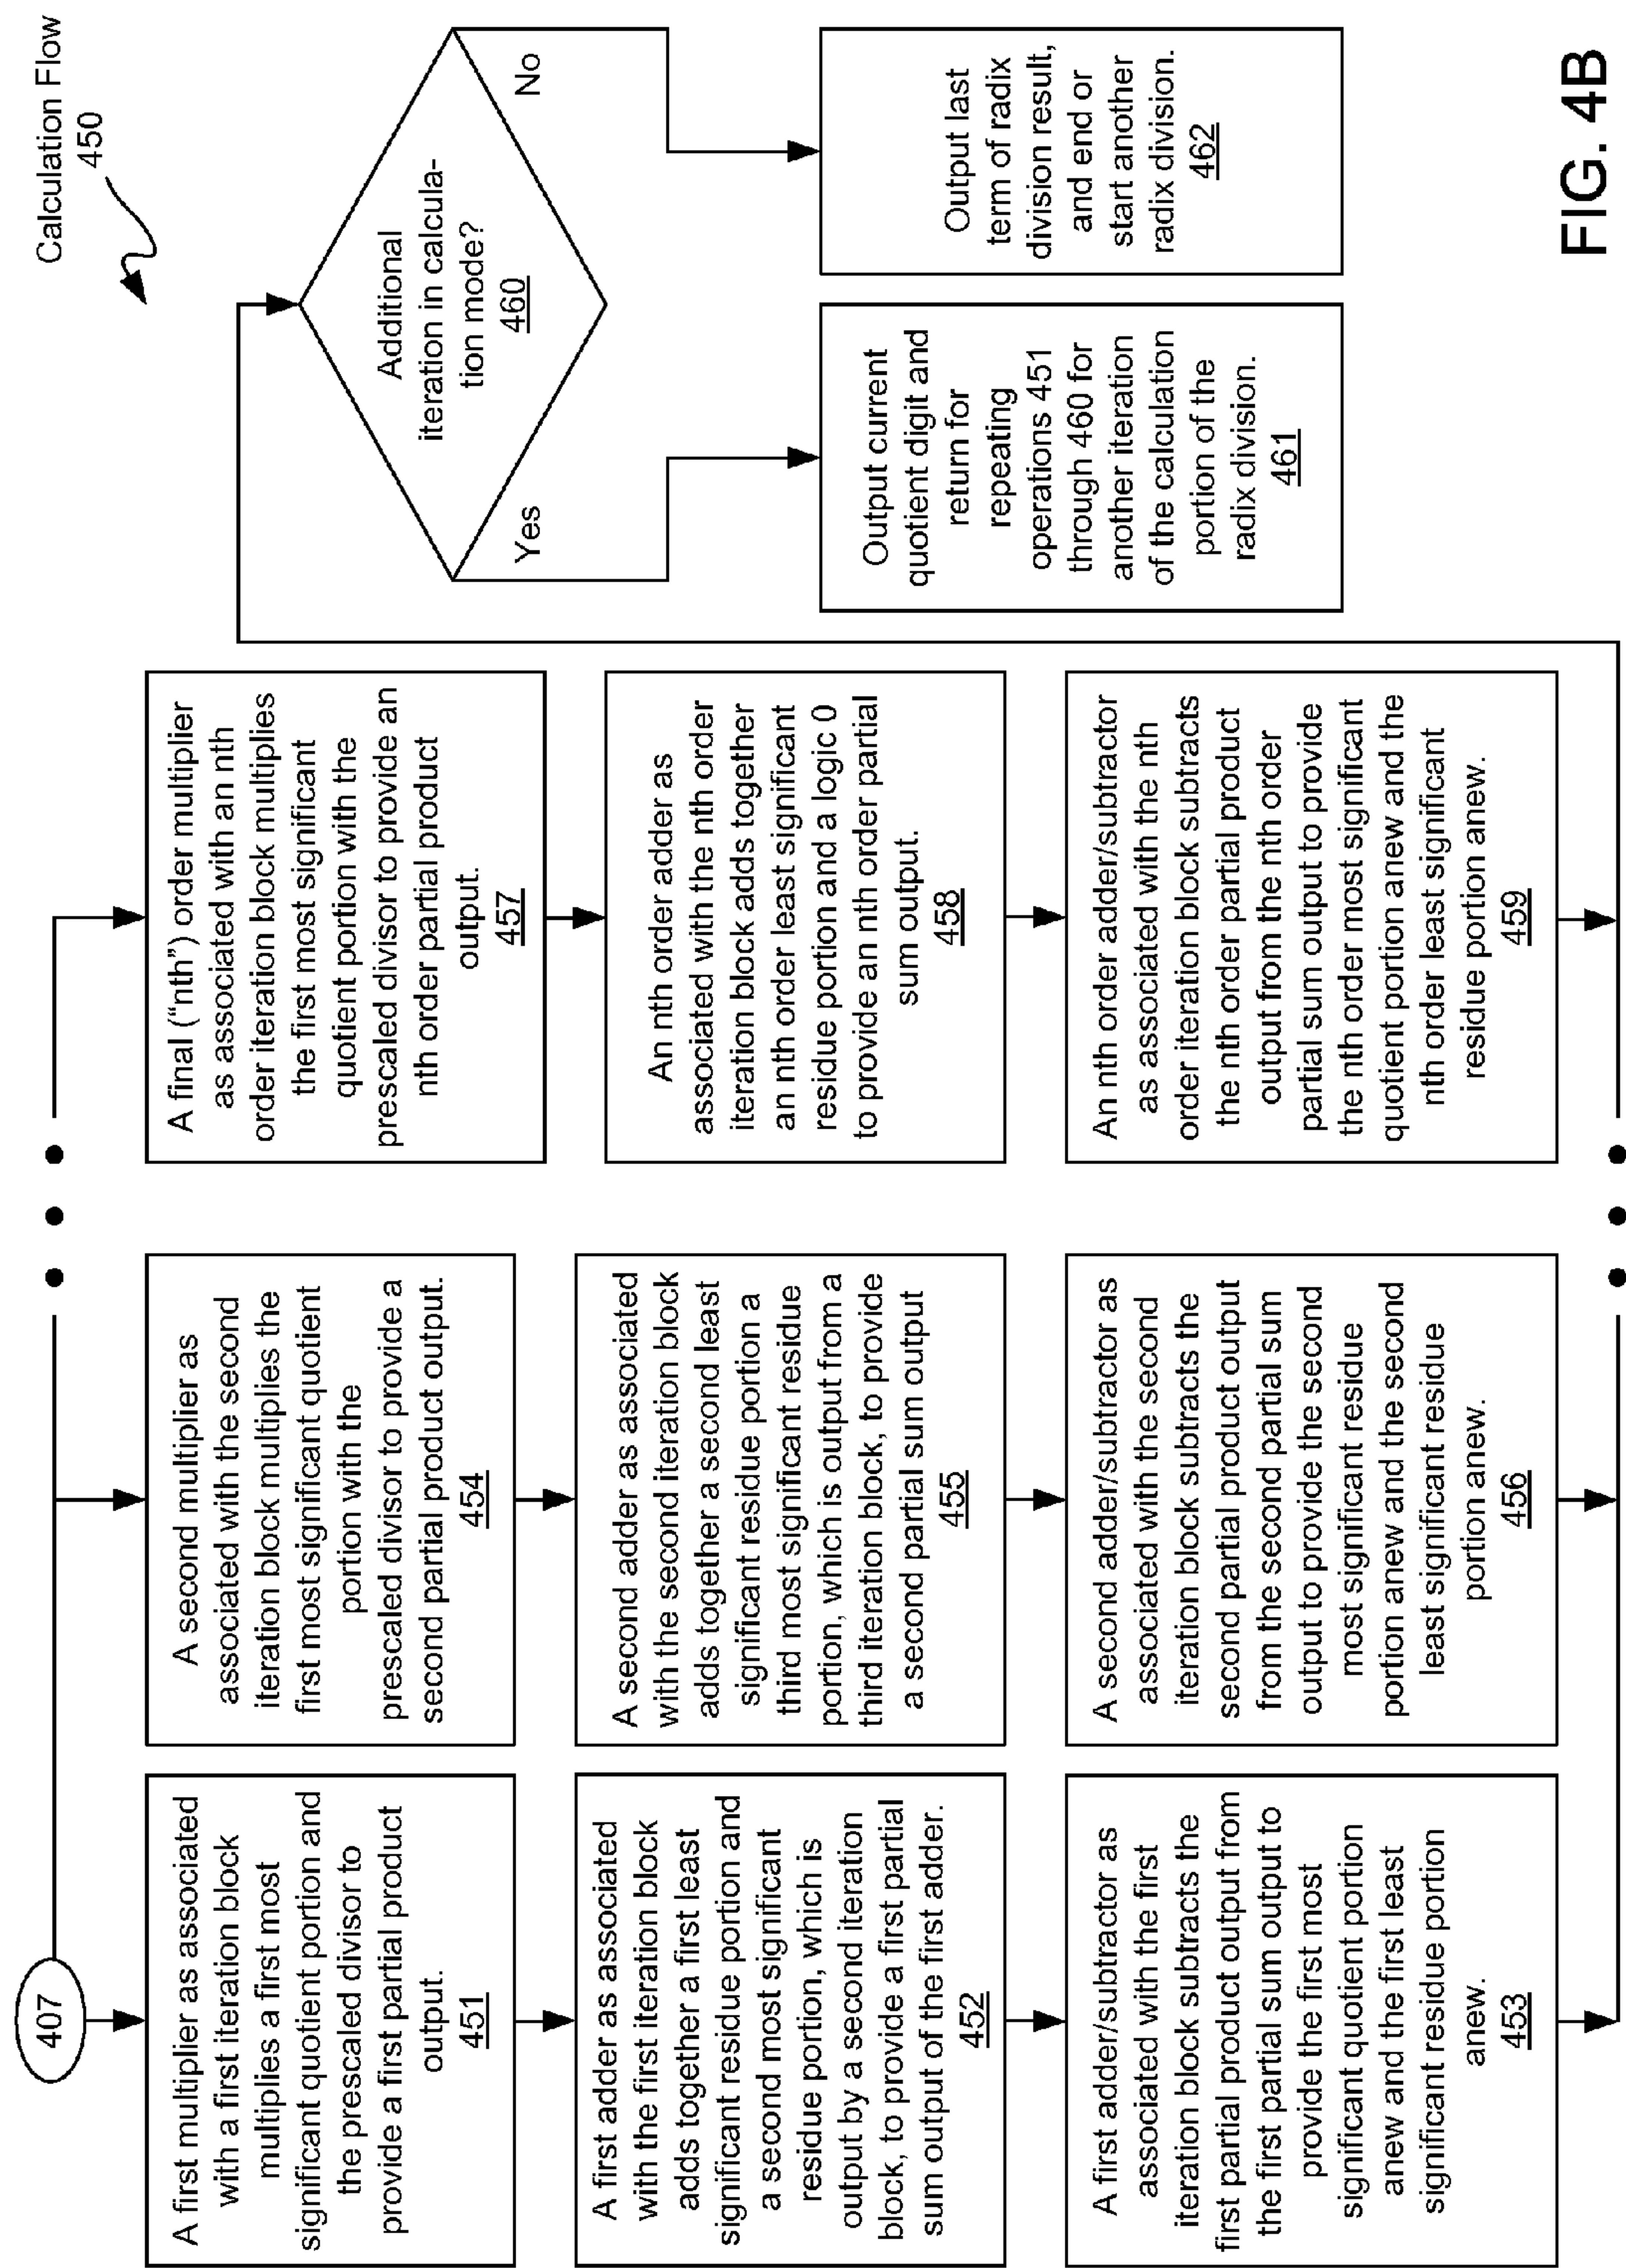 Calculation Flow
450
407
A first multiplier as associated
with a first iteration block
multiplies a first most
significant quotient portion and
the prescaled divisor to
provide a first partial product
output.
451
A first adder as associated
with the first iteration block
adds together a first least
significant residue portion and
a second most significant
residue portion, which is
output by a second iteration
block, to provide a first partial
sum output of the first adder.
452
A first adder/subtractor as
associated with the first
iteration block subtracts the
first partial product output from
the first partial sum output to
provide the first most
significant quotient portion
anew and the first least
significant residue portion
anew.
453
A second multiplier as
associated with the second
iteration block multiplies the
first most significant quotient
portion with the
prescaled divisor to provide a
second partial product output.
454
A second adder as associated
with the second iteration block
adds together a second least
significant residue portion a
third most significant residue
portion, which is output from a
third iteration block, to provide
a second partial sum output
455
A second adder/subtractor as
associated with the second
iteration block subtracts the
second partial product output
from the second partial sum
output to provide the second
most significant residue
portion anew and the second
least significant residue
portion anew.
456
A final (“nth”) order multiplier
as associated with an nth
order iteration block multiplies
the first most significant
quotient portion with the
prescaled divisor to provide an
nth order partial product
output.
457
An nth order adder as
associated with the nth order
iteration block adds together
an nth order least significant
residue portion and a logic 0
to provide an nth order partial
sum output.
458
An nth order adder/subtractor
as associated with the nth
order iteration block subtracts
the nth order partial product
output from the nth order
partial sum output to provide
the nth order most significant
quotient portion anew and the
nth order least significant
residue portion anew.
459
Additional
iteration in calcula-
tion mode?
460
Yes
No
Output current
quotient digit and
return for
repeating
operations 451
through 460 for
another iteration
of the calculation
portion of the
radix division.
461
Output last
term of radix
division result,
and end or
start another
radix division.
462
FIG. 4B